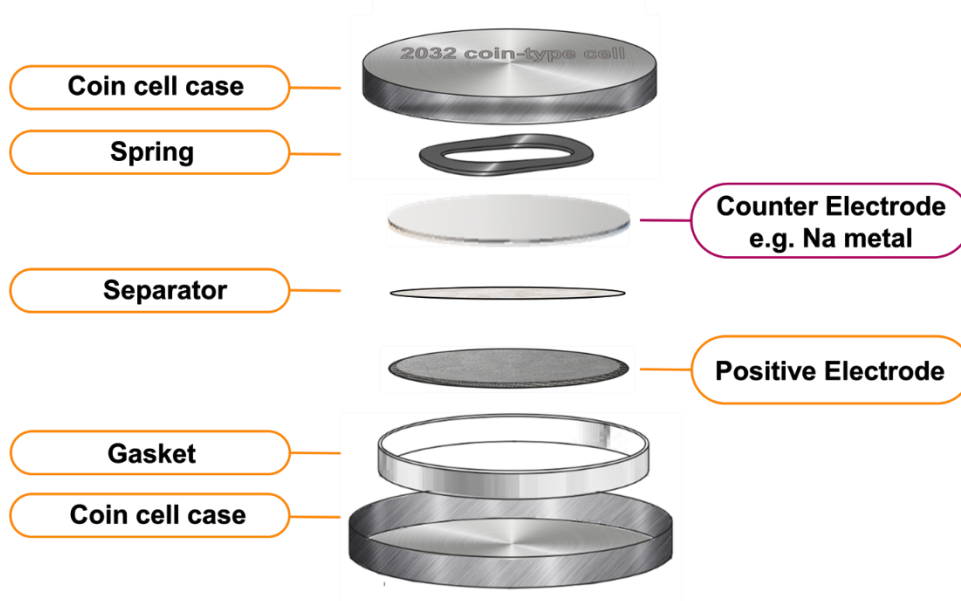 2032 coin-type cell
Coin cell case
Spring
Counter Electrode
e.g. Na metal
Separator
Positive Electrode
Gasket
Coin cell case